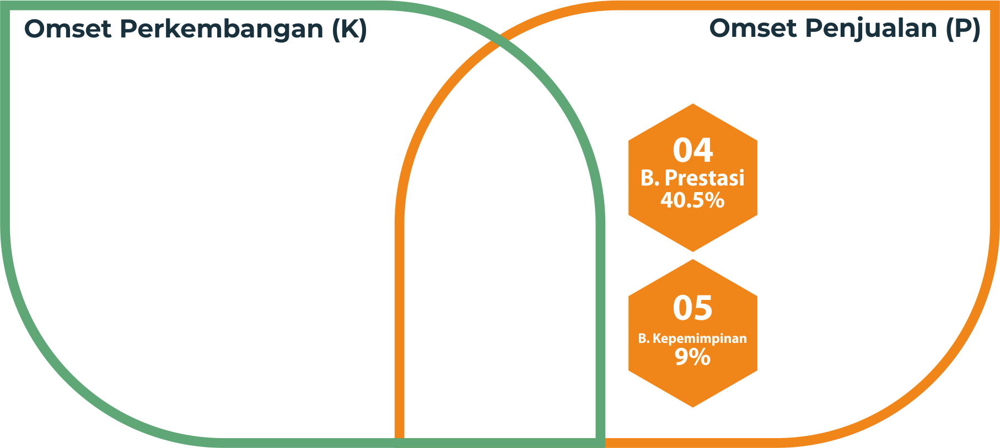 Omset Perkembangan (K)
Omset Penjualan (P)
04
B. Prestasi
40.5%
05
B. Kepemimpinan
9%